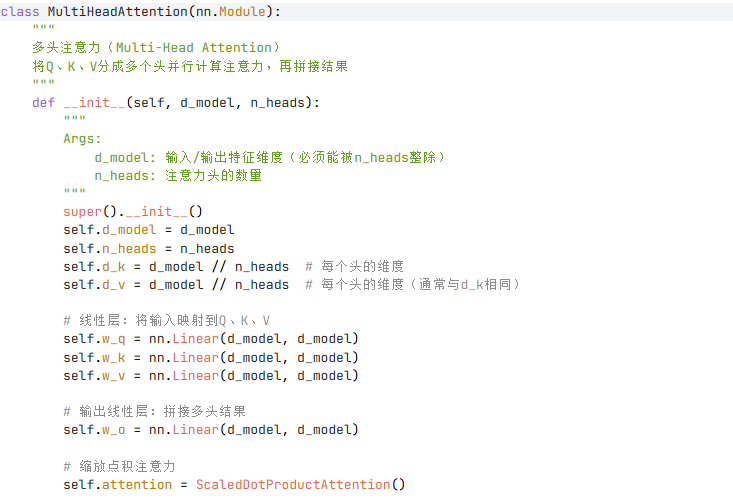 class MultiHeadAttention(nn.Module):
    """
    多头注意力（Multi-Head Attention）
    将Q、K、V分成多个头并行计算注意力，再拼接结果
    """
    def __init__(self, d_model, n_heads):
        """
        Args:
            d_model: 输入/输出特征维度（必须能被n_heads整除）
            n_heads: 注意力头的数量
        """
        super().__init__()
        self.d_model = d_model
        self.n_heads = n_heads
        self.d_k = d_model // n_heads  # 每个头的维度
        self.d_v = d_model // n_heads  # 每个头的维度（通常与d_k相同）

        # 线性层：将输入映射到Q、K、V
        self.w_q = nn.Linear(d_model, d_model)
        self.w_k = nn.Linear(d_model, d_model)
        self.w_v = nn.Linear(d_model, d_model)

        # 输出线性层：拼接多头结果
        self.w_o = nn.Linear(d_model, d_model)

        # 缩放点积注意力
        self.attention = ScaledDotProductAttention()